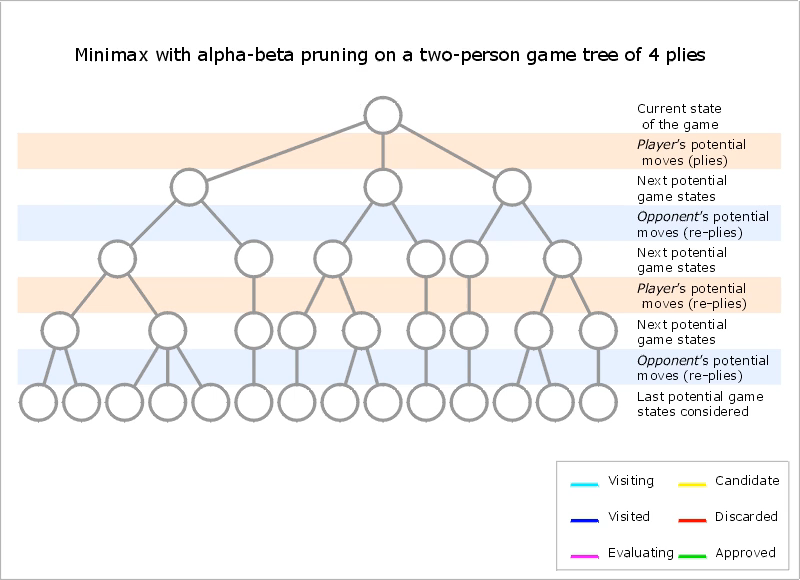 Minimax with alpha-beta pruning on a two-person game tree of 4 plies
Current state
of the game
Player's potential
moves (plies)
Next potential
game states
Opponent's potential
moves (re-plies)
Next potential
game states
Player's potential
moves (re-plies)
Next potential
game states
Opponent's potential
moves (re-plies)
Last potential game
states considered
Visiting
Candidate
Visited
Discarded
Evaluating
Approved